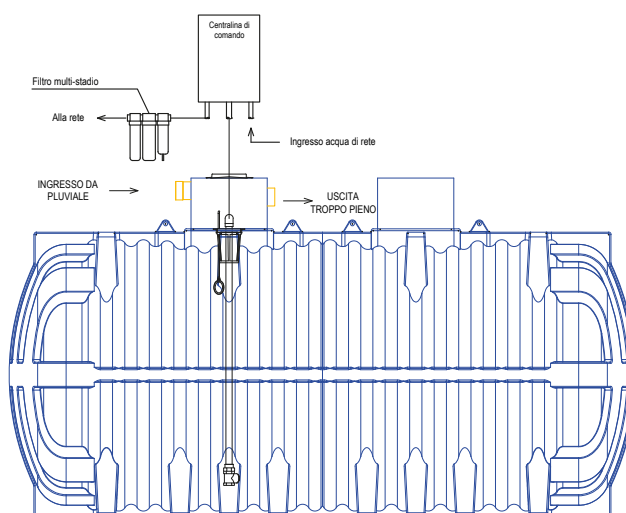 Centralina di
comando
Filtro multi-stadio
Alla rete
Ingresso acqua di rete
INGRESSO DA
PLUVIALE
USCITA
TROPPO PIENO